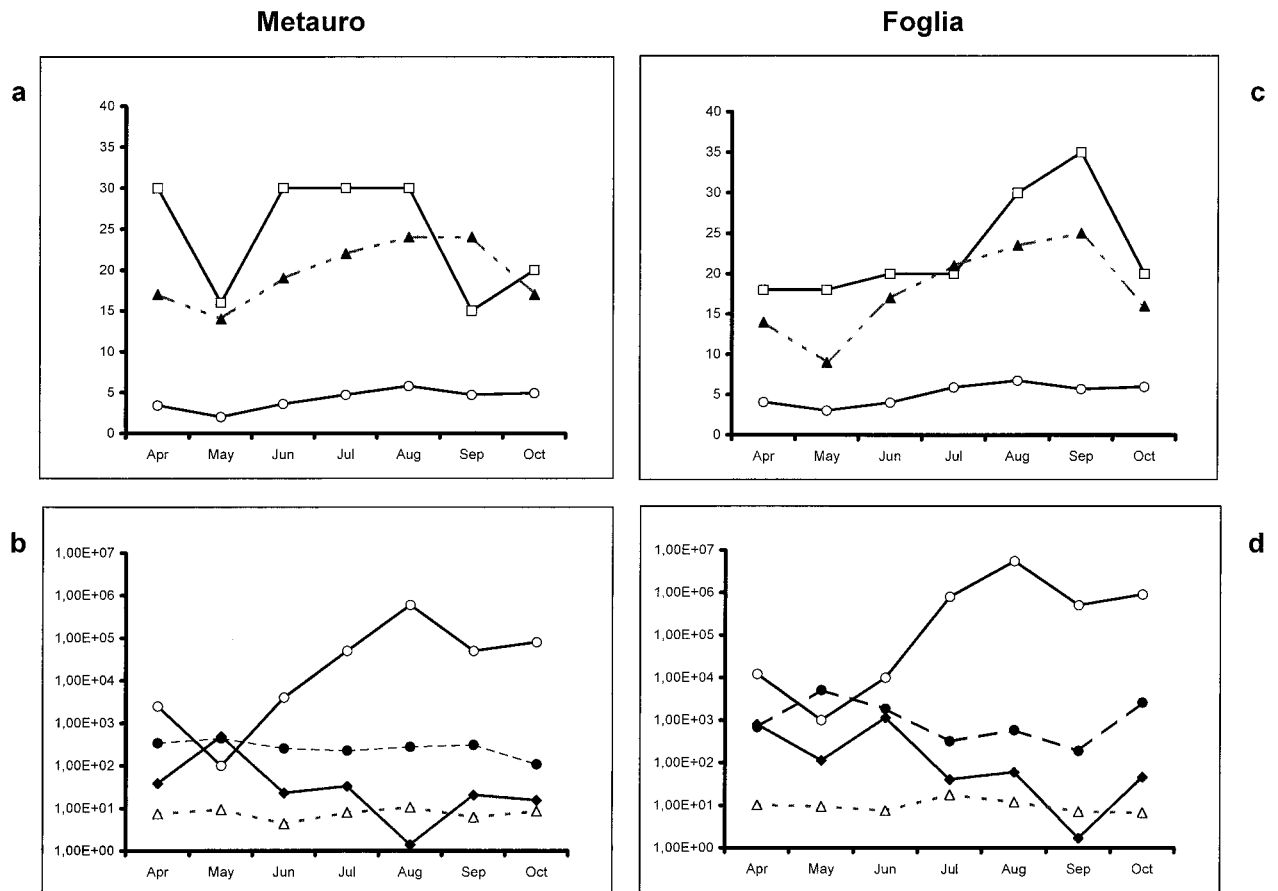 Metauro
Foglia
a
40
35
30
25
20
15
10
5
0
Apr May Jun Jul Aug Sep Oct
c
40
35
30
25
20
15
10
5
0
Apr May Jun Jul Aug Sep Oct
b
1,00E+07
1,00E+06
1,00E+05
1,00E+04
1,00E+03
1,00E+02
1,00E+01
1,00E+00
Apr May Jun Jul Aug Sep Oct
d
1,00E+07
1,00E+06
1,00E+05
1,00E+04
1,00E+03
1,00E+02
1,00E+01
1,00E+00
Apr May Jun Jul Aug Sep Oct